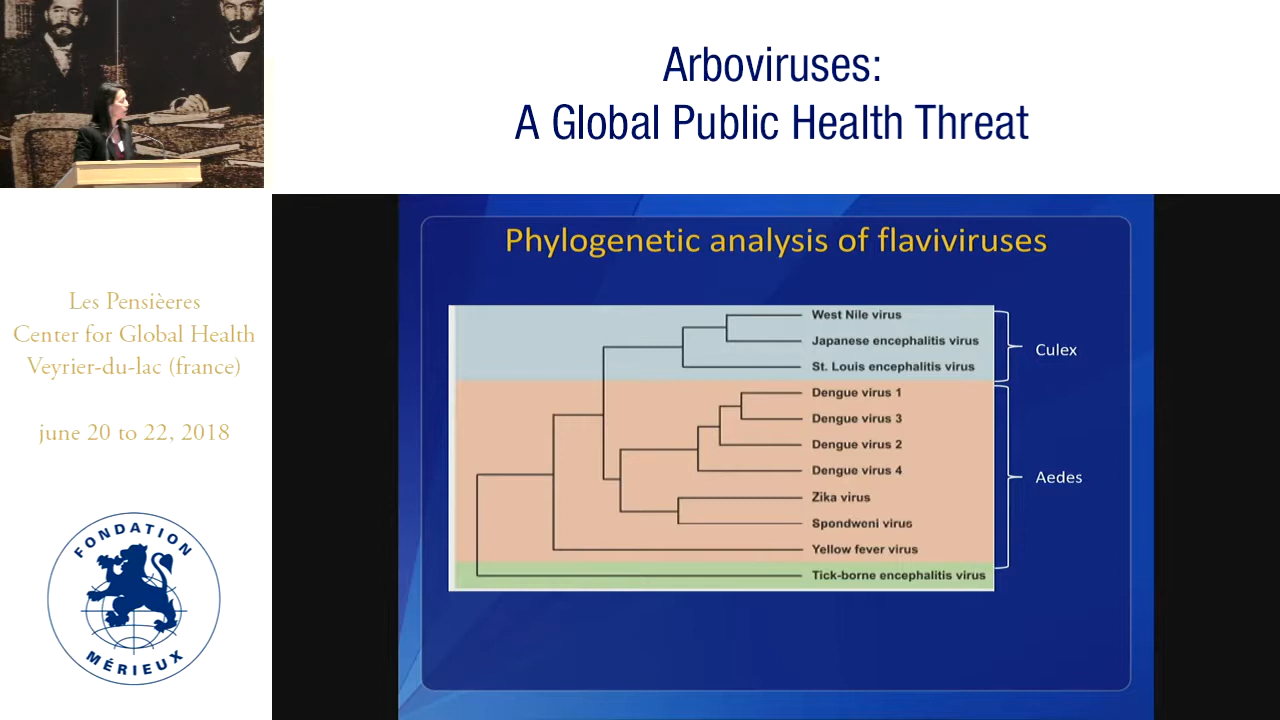 Arboviruses:
A Global Public Health Threat
Les Pensièeres
Center for Global Health
Veyrier-du-lac (france)
june 20 to 22, 2018
FONDATION
MÉRIEUX
Phylogenetic analysis of flaviviruses
West Nile virus
Japanese encephalitis virus
St. Louis encephalitis virus
Dengue virus 1
Dengue virus 3
Dengue virus 2
Dengue virus 4
Zika virus
Spondweni virus
Yellow fever virus
Tick-borne encephalitis virus
Culex
Aedes